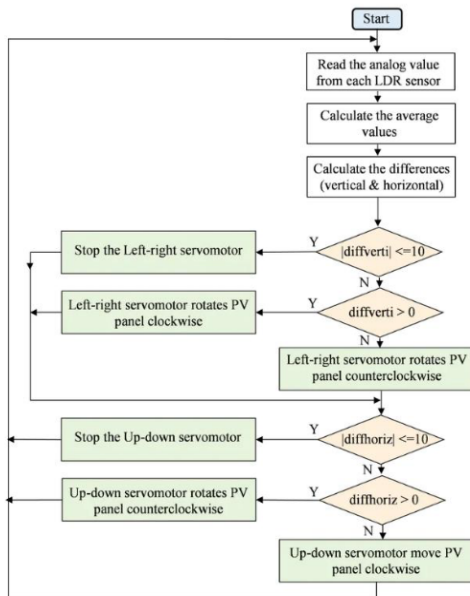 Start
Read the analog value
from each LDR sensor
Calculate the average
values
Calculate the differences
(vertical & horizontal)
Stop the Left-right servomotor
Y
|diffverti| <=10
N
Left-right servomotor rotates PV
panel clockwise
Y
diffverti > 0
N
Left-right servomotor rotates PV
panel counterclockwise
Stop the Up-down servomotor
Y
|diffhoriz| <=10
N
Up-down servomotor rotates PV
panel counterclockwise
Y
diffhoriz > 0
N
Up-down servomotor move PV
panel clockwise